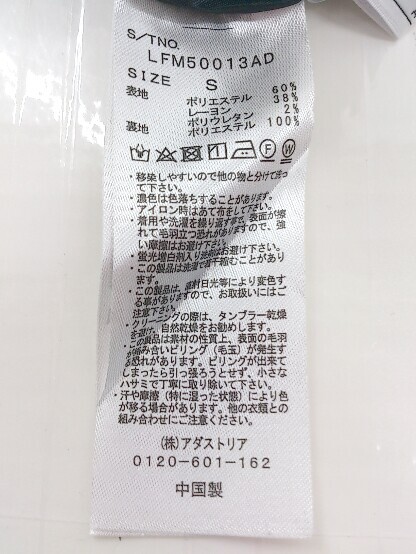 S/TNO.
LFM50013AD
SIZE S
表地 ポリエステル 60%
レーヨン 38%
ポリウレタン 2%
裏地 ポリエステル 100%
・移染しやすいので他の物と分けて洗っ
て下さい。
・濃色は色落ちすることがあります。
・アイロン時はあて布をして下さい。
・着用や洗濯を繰り返す事で、表面が擦
れて毛羽立つ恐れがありますので、強
い摩擦はお避け下さい。
・蛍光増白剤入り洗剤はお避け下さい。
・この製品は洗濯で若干縮むことがあり
ます。
・この製品は、直射日光等により変色す
る事がありますので、お取扱いにはご
注意下さい。
・クリーニングの際は、タンブラー乾燥
を避け、自然乾燥をお勧めします。
・この製品は素材の性質上、表面の毛羽
が絡み合いピリング（毛玉）が発生す
る恐れがあります。ピリングが出来て
しまったら引っ張ろうとせず、小さな
ハサミで丁寧に取り除いて下さい。
・汗や摩擦（特に湿った状態）により色
が移る場合があります。他の衣類との
組み合わせにご注意ください。
(株)アダストリア
0120-601-162
中国製